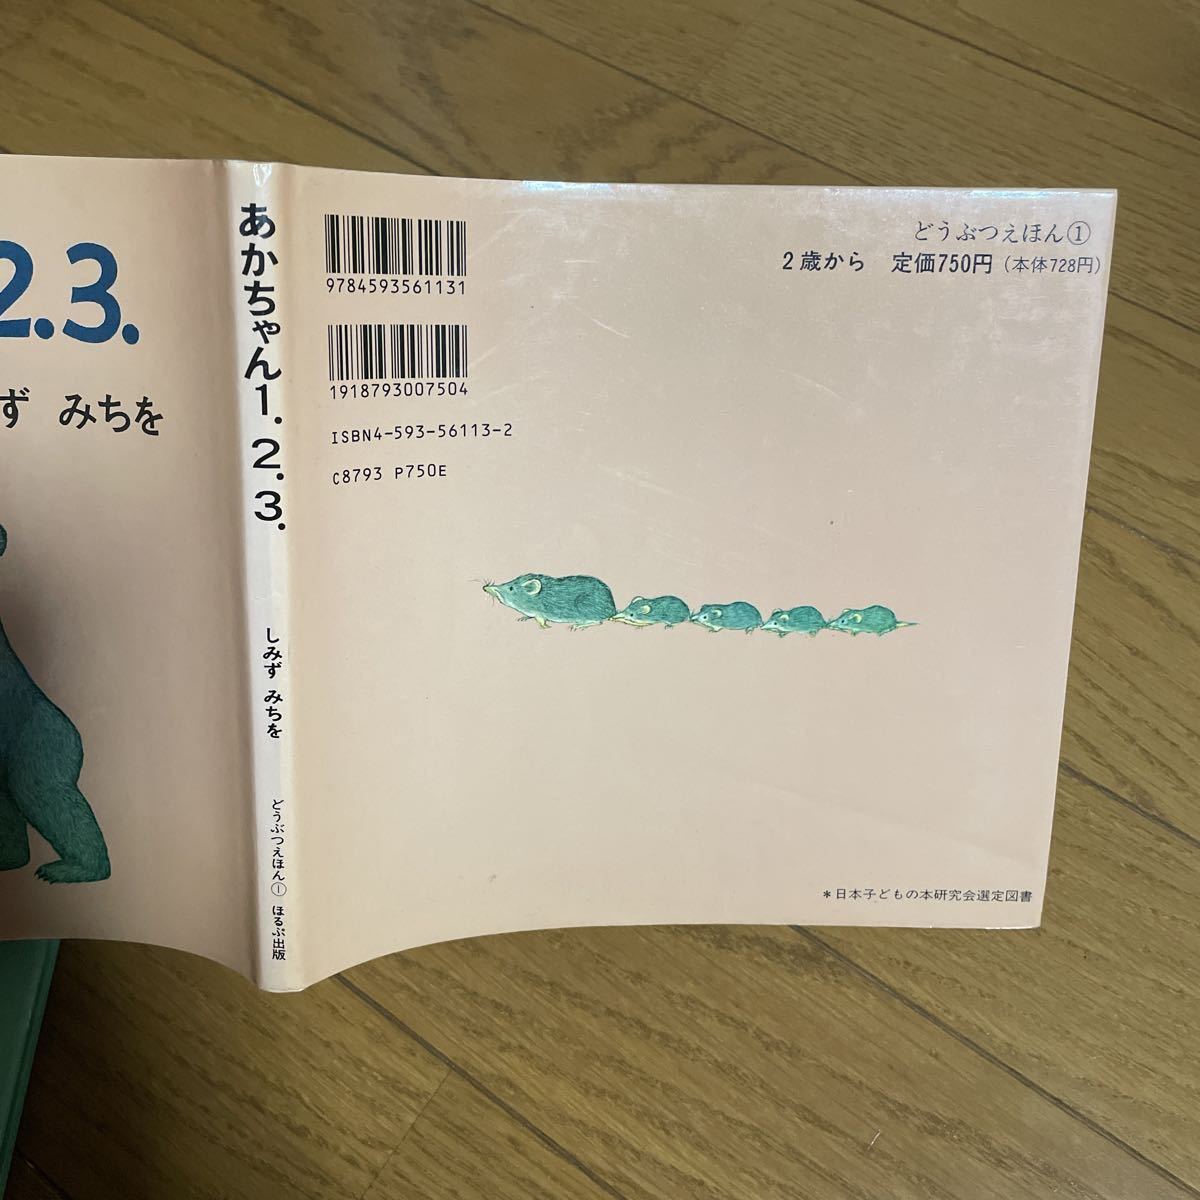 2.3.
ず みちを
あかちゃん1.2.3.
しみず みちを
どうぶつえほん① ほるぷ出版
9784593561131
1918793007504
ISBN4-593-56113-2
C8793 P750E
どうぶつえほん①
2歳から 定価750円(本体728円)
*日本子どもの本研究会選定図書